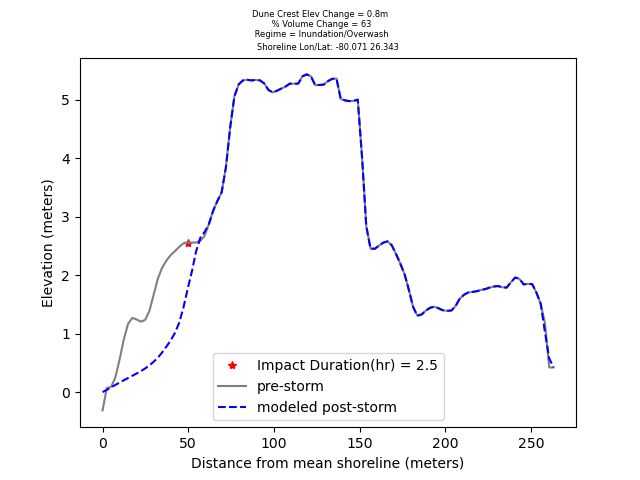 Dune Crest Elev Change = 0.8m
% Volume Change = 63
Regime = Inundation/Overwash
Shoreline Lon/Lat: -80.071 26.343
5
4
3
2
1
0
Elevation (meters)
Impact Duration(hr) = 2.5
pre-storm
modeled post-storm
0 50 100 150 200 250
Distance from mean shoreline (meters)